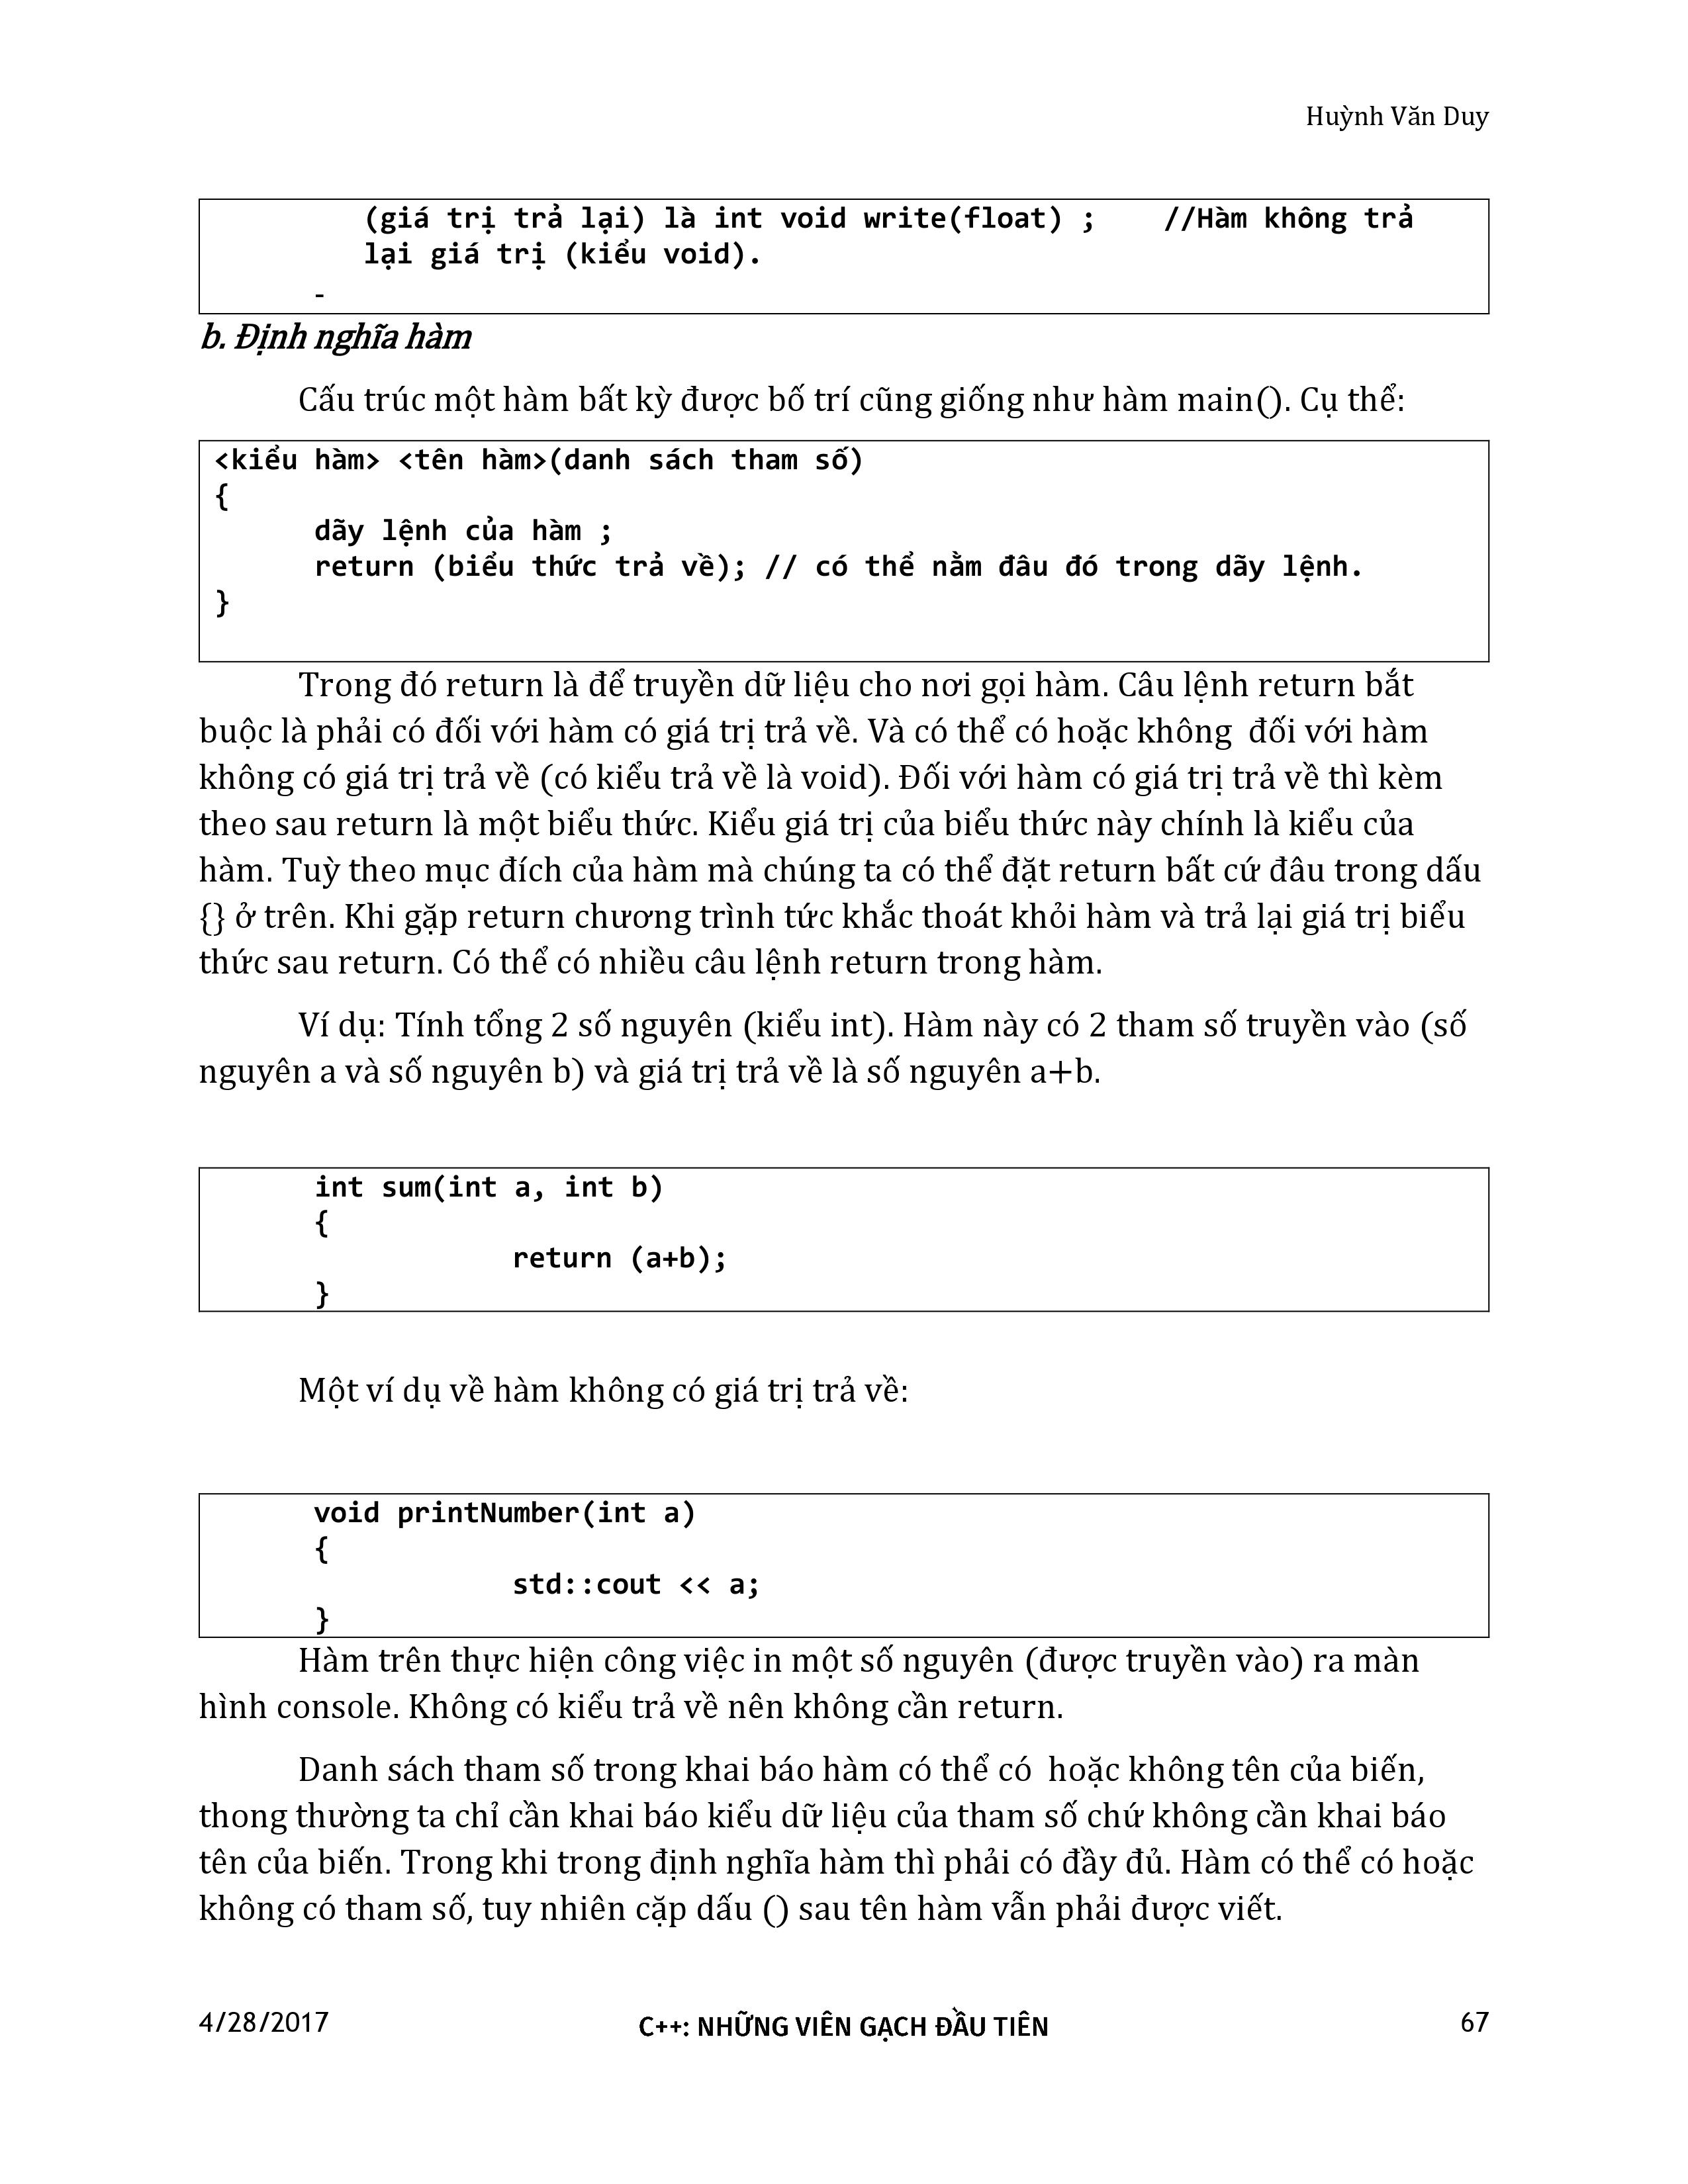 Huỳnh Văn Duy
(giá trị trả lại) là int void write(float) ;    //Hàm không trả
lại giá trị (kiểu void).
-
b. Định nghĩa hàm
Cấu trúc một hàm bất kỳ được bố trí cũng giống như hàm main(). Cụ thể:
<kiểu hàm> <tên hàm>(danh sách tham số)
{
dãy lệnh của hàm ;
return (biểu thức trả về); // có thể nằm đâu đó trong dãy lệnh.
}
Trong đó return là để truyền dữ liệu cho nơi gọi hàm. Câu lệnh return bắt
buộc là phải có đối với hàm có giá trị trả về. Và có thể có hoặc không  đối với hàm
không có giá trị trả về (có kiểu trả về là void). Đối với hàm có giá trị trả về thì kèm
theo sau return là một biểu thức. Kiểu giá trị của biểu thức này chính là kiểu của
hàm. Tuỳ theo mục đích của hàm mà chúng ta có thể đặt return bất cứ đâu trong dấu
{} ở trên. Khi gặp return chương trình tức khắc thoát khỏi hàm và trả lại giá trị biểu
thức sau return. Có thể có nhiều câu lệnh return trong hàm.
Ví dụ: Tính tổng 2 số nguyên (kiểu int). Hàm này có 2 tham số truyền vào (số
nguyên a và số nguyên b) và giá trị trả về là số nguyên a+b.
int sum(int a, int b)
{
return (a+b);
}
Một ví dụ về hàm không có giá trị trả về:
void printNumber(int a)
{
std::cout << a;
}
Hàm trên thực hiện công việc in một số nguyên (được truyền vào) ra màn
hình console. Không có kiểu trả về nên không cần return.
Danh sách tham số trong khai báo hàm có thể có  hoặc không tên của biến,
thong thường ta chỉ cần khai báo kiểu dữ liệu của tham số chứ không cần khai báo
tên của biến. Trong khi trong định nghĩa hàm thì phải có đầy đủ. Hàm có thể có hoặc
không có tham số, tuy nhiên cặp dấu () sau tên hàm vẫn phải được viết.
4/28/2017 C++: NHỮNG VIÊN GẠCH ĐẦU TIÊN 67